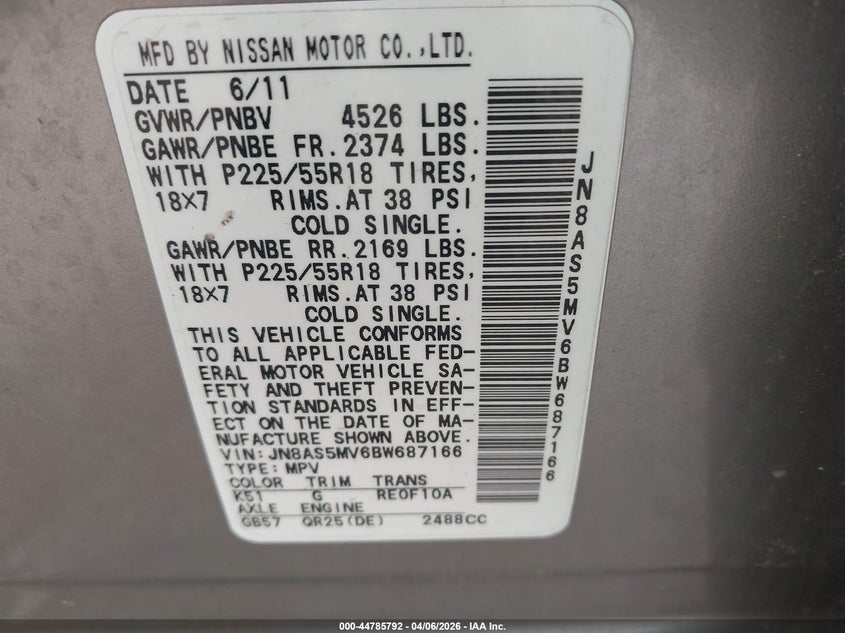 MFD BY NISSAN MOTOR CO.,LTD.
DATE 6/11
GVWR/PNBV 4526 LBS.
GAWR/PNBE FR. 2374 LBS.
WITH P225/55R18 TIRES,
18×7 RIMS. AT 38 PSI
COLD SINGLE.
GAWR/PNBE RR. 2169 LBS.
WITH P225/55R18 TIRES,
18×7 RIMS. AT 38 PSI
COLD SINGLE.
THIS VEHICLE CONFORMS
TO ALL APPLICABLE FED-
ERAL MOTOR VEHICLE SA-
FETY AND THEFT PREVEN-
TION STANDARDS IN EFF-
ECT ON THE DATE OF MA-
NUFACTURE SHOWN ABOVE.
VIN: JN8AS5MV6BW687166
TYPE: MPV
COLOR TRIM TRANS
K51 G RE0F10A
AXLE ENGINE
GB57 QR25(DE) 2488CC
JN8AS5MV6BW687166
000-44785792 - 04/06/2026 - IAA Inc.